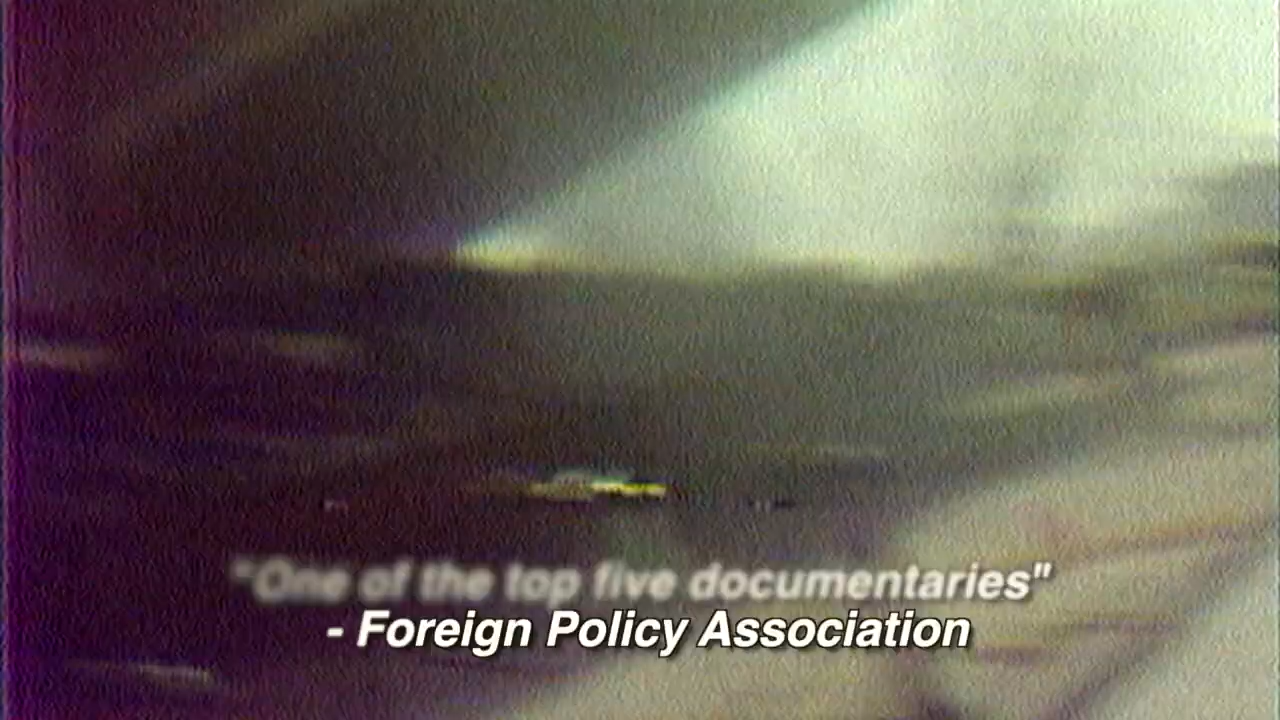 "One of the top five documentaries"
- Foreign Policy Association